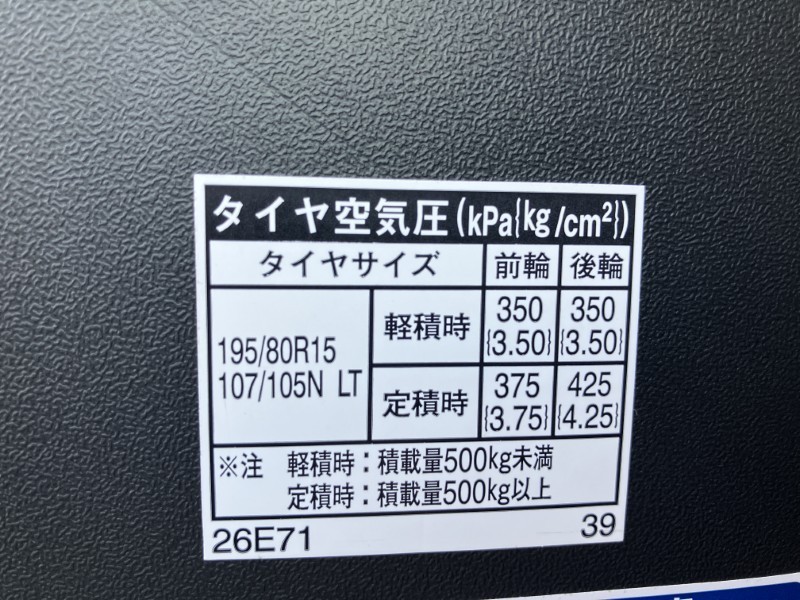 タイヤ空気圧(kPa{kg/cm²})
タイヤサイズ 前輪 後輪
195/80R15
107/105N LT
軽積時 350 350
{3.50} {3.50}
定積時 375 425
{3.75} {4.25}
※注 軽積時:積載量500kg未満
定積時:積載量500kg以上
26E71 39